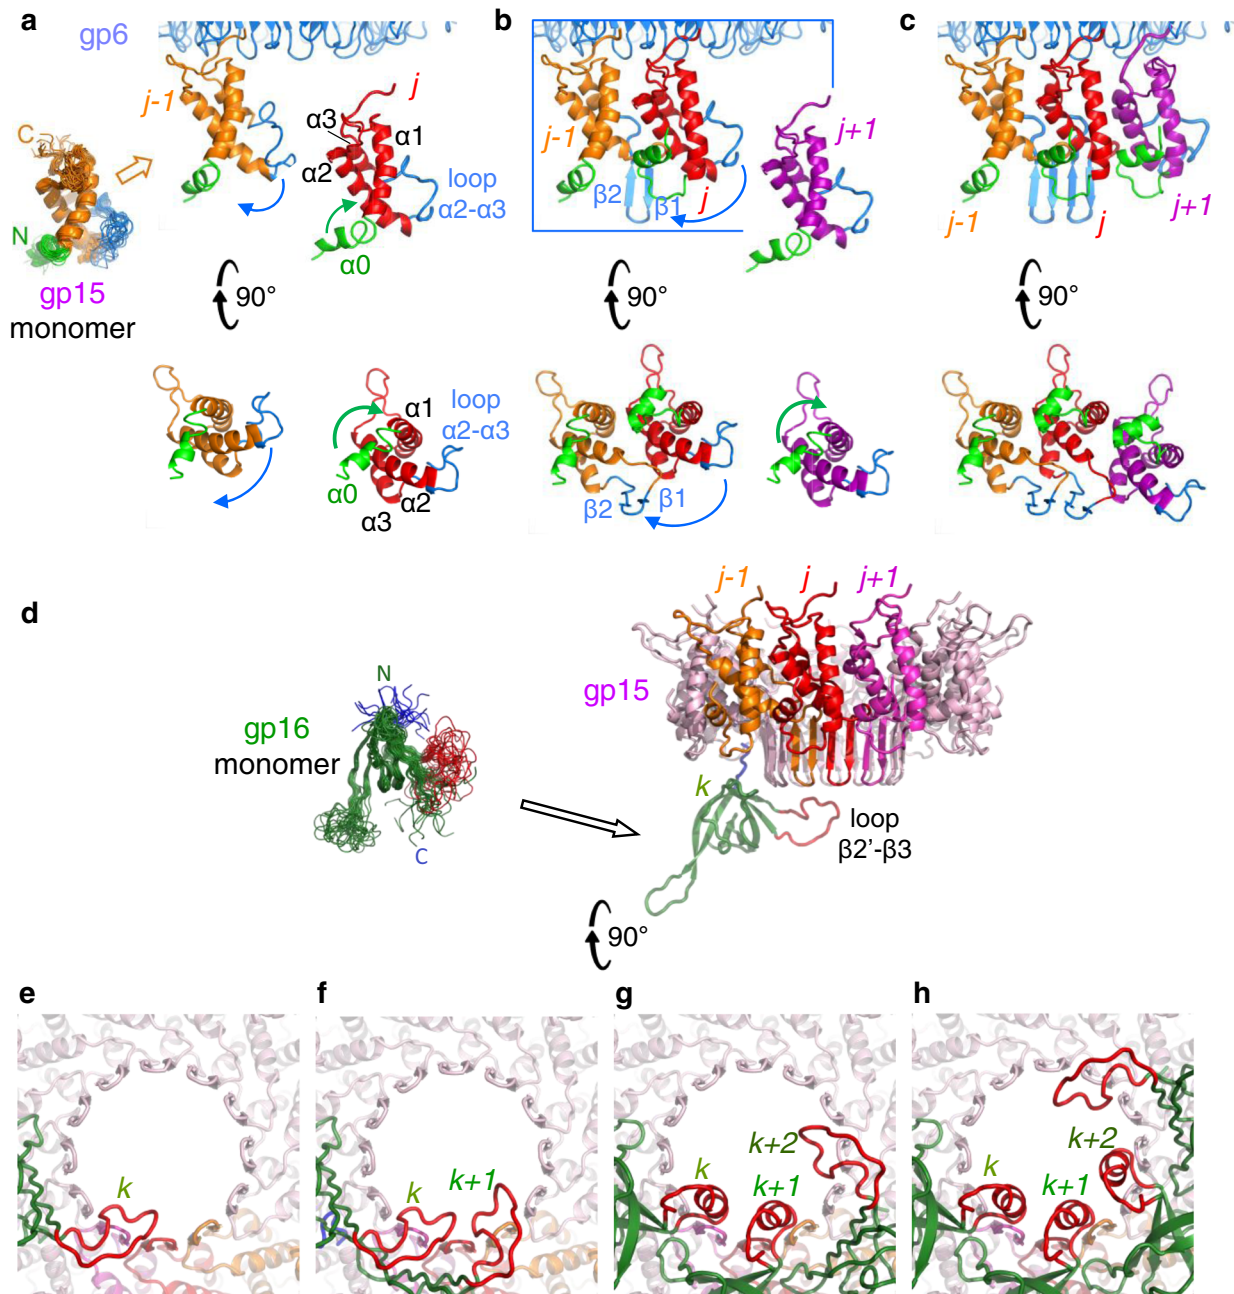 a
gp6
j-1
j
α3
α1
α2
loop
α2-α3
C
N
α0
gp15
monomer
90°
α1
loop
α2-α3
α0
α2
α3
b
j-1
j+1
β2
β1
j
90°
β2
β1
c
j-1
j
j+1
90°
d
N
gp16
monomer
C
j-1
j
j+1
gp15
k
loop
β2'-β3
90°
e
k
f
k
k+1
g
k+2
k
k+1
h
k+2
k
k+1